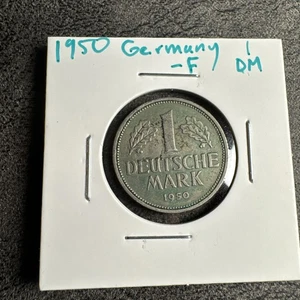 1950 Germany 1
-F DM
1
DEUTSCHE
MARK
1950